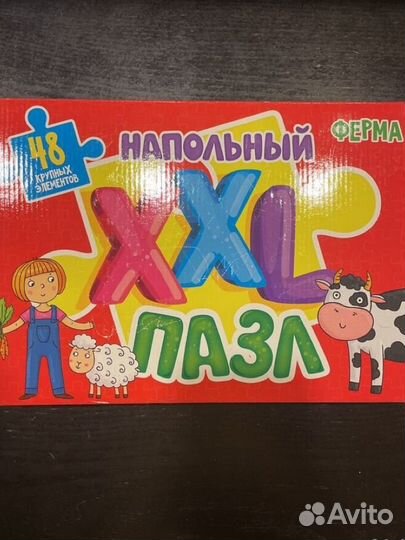 48
КРУПНЫХ
ЭЛЕМЕНТОВ
НАПОЛЬНЫЙ
ФЕРМА
XXL
ПАЗЛ
Avito